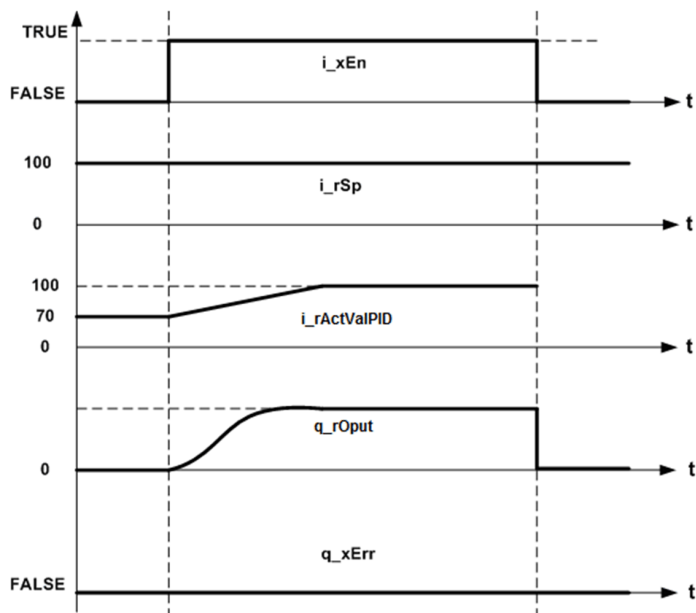 TRUE
i_xEn
FALSE
t
100
i_rSp
0
t
100
70
i_rActValPID
0
t
q_rOput
0
t
q_xErr
FALSE
t